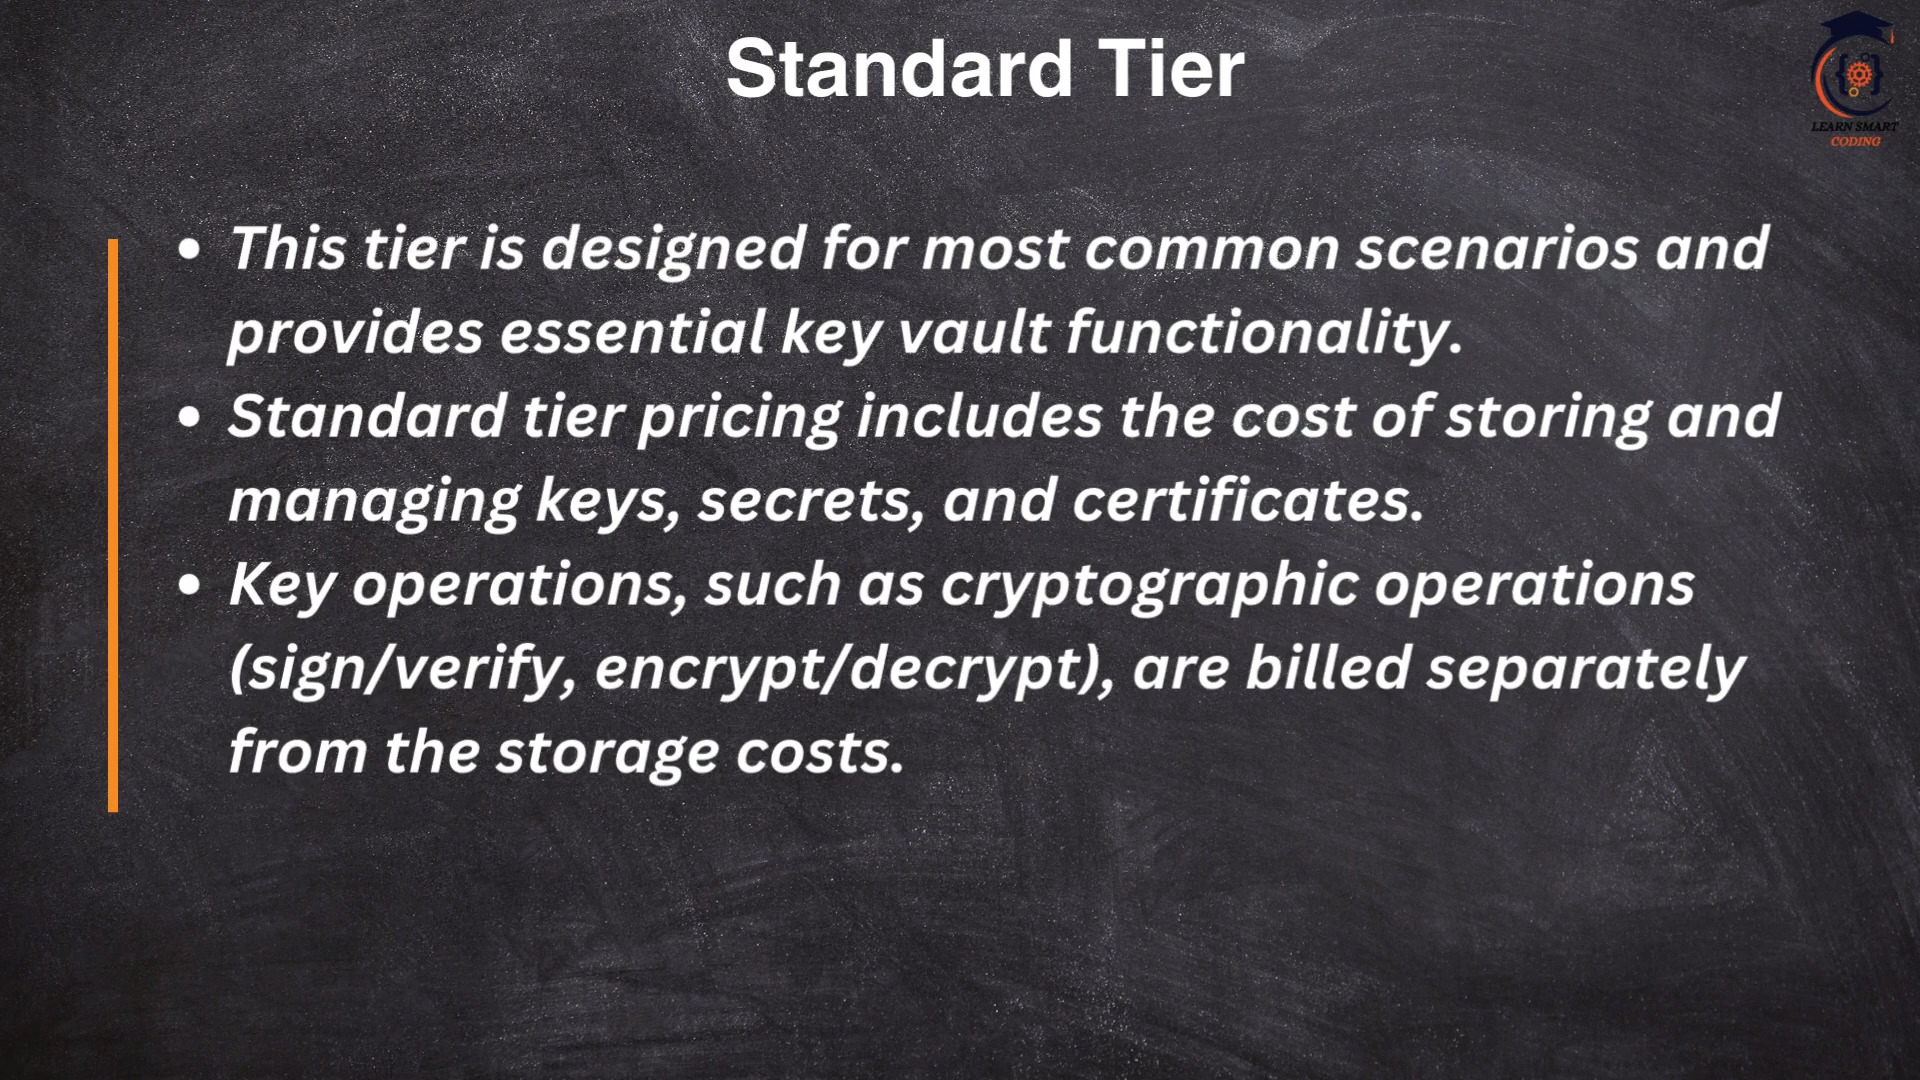 Standard Tier
LEARN SMART
CODING
• This tier is designed for most common scenarios and
provides essential key vault functionality.
• Standard tier pricing includes the cost of storing and
managing keys, secrets, and certificates.
• Key operations, such as cryptographic operations
(sign/verify, encrypt/decrypt), are billed separately
from the storage costs.